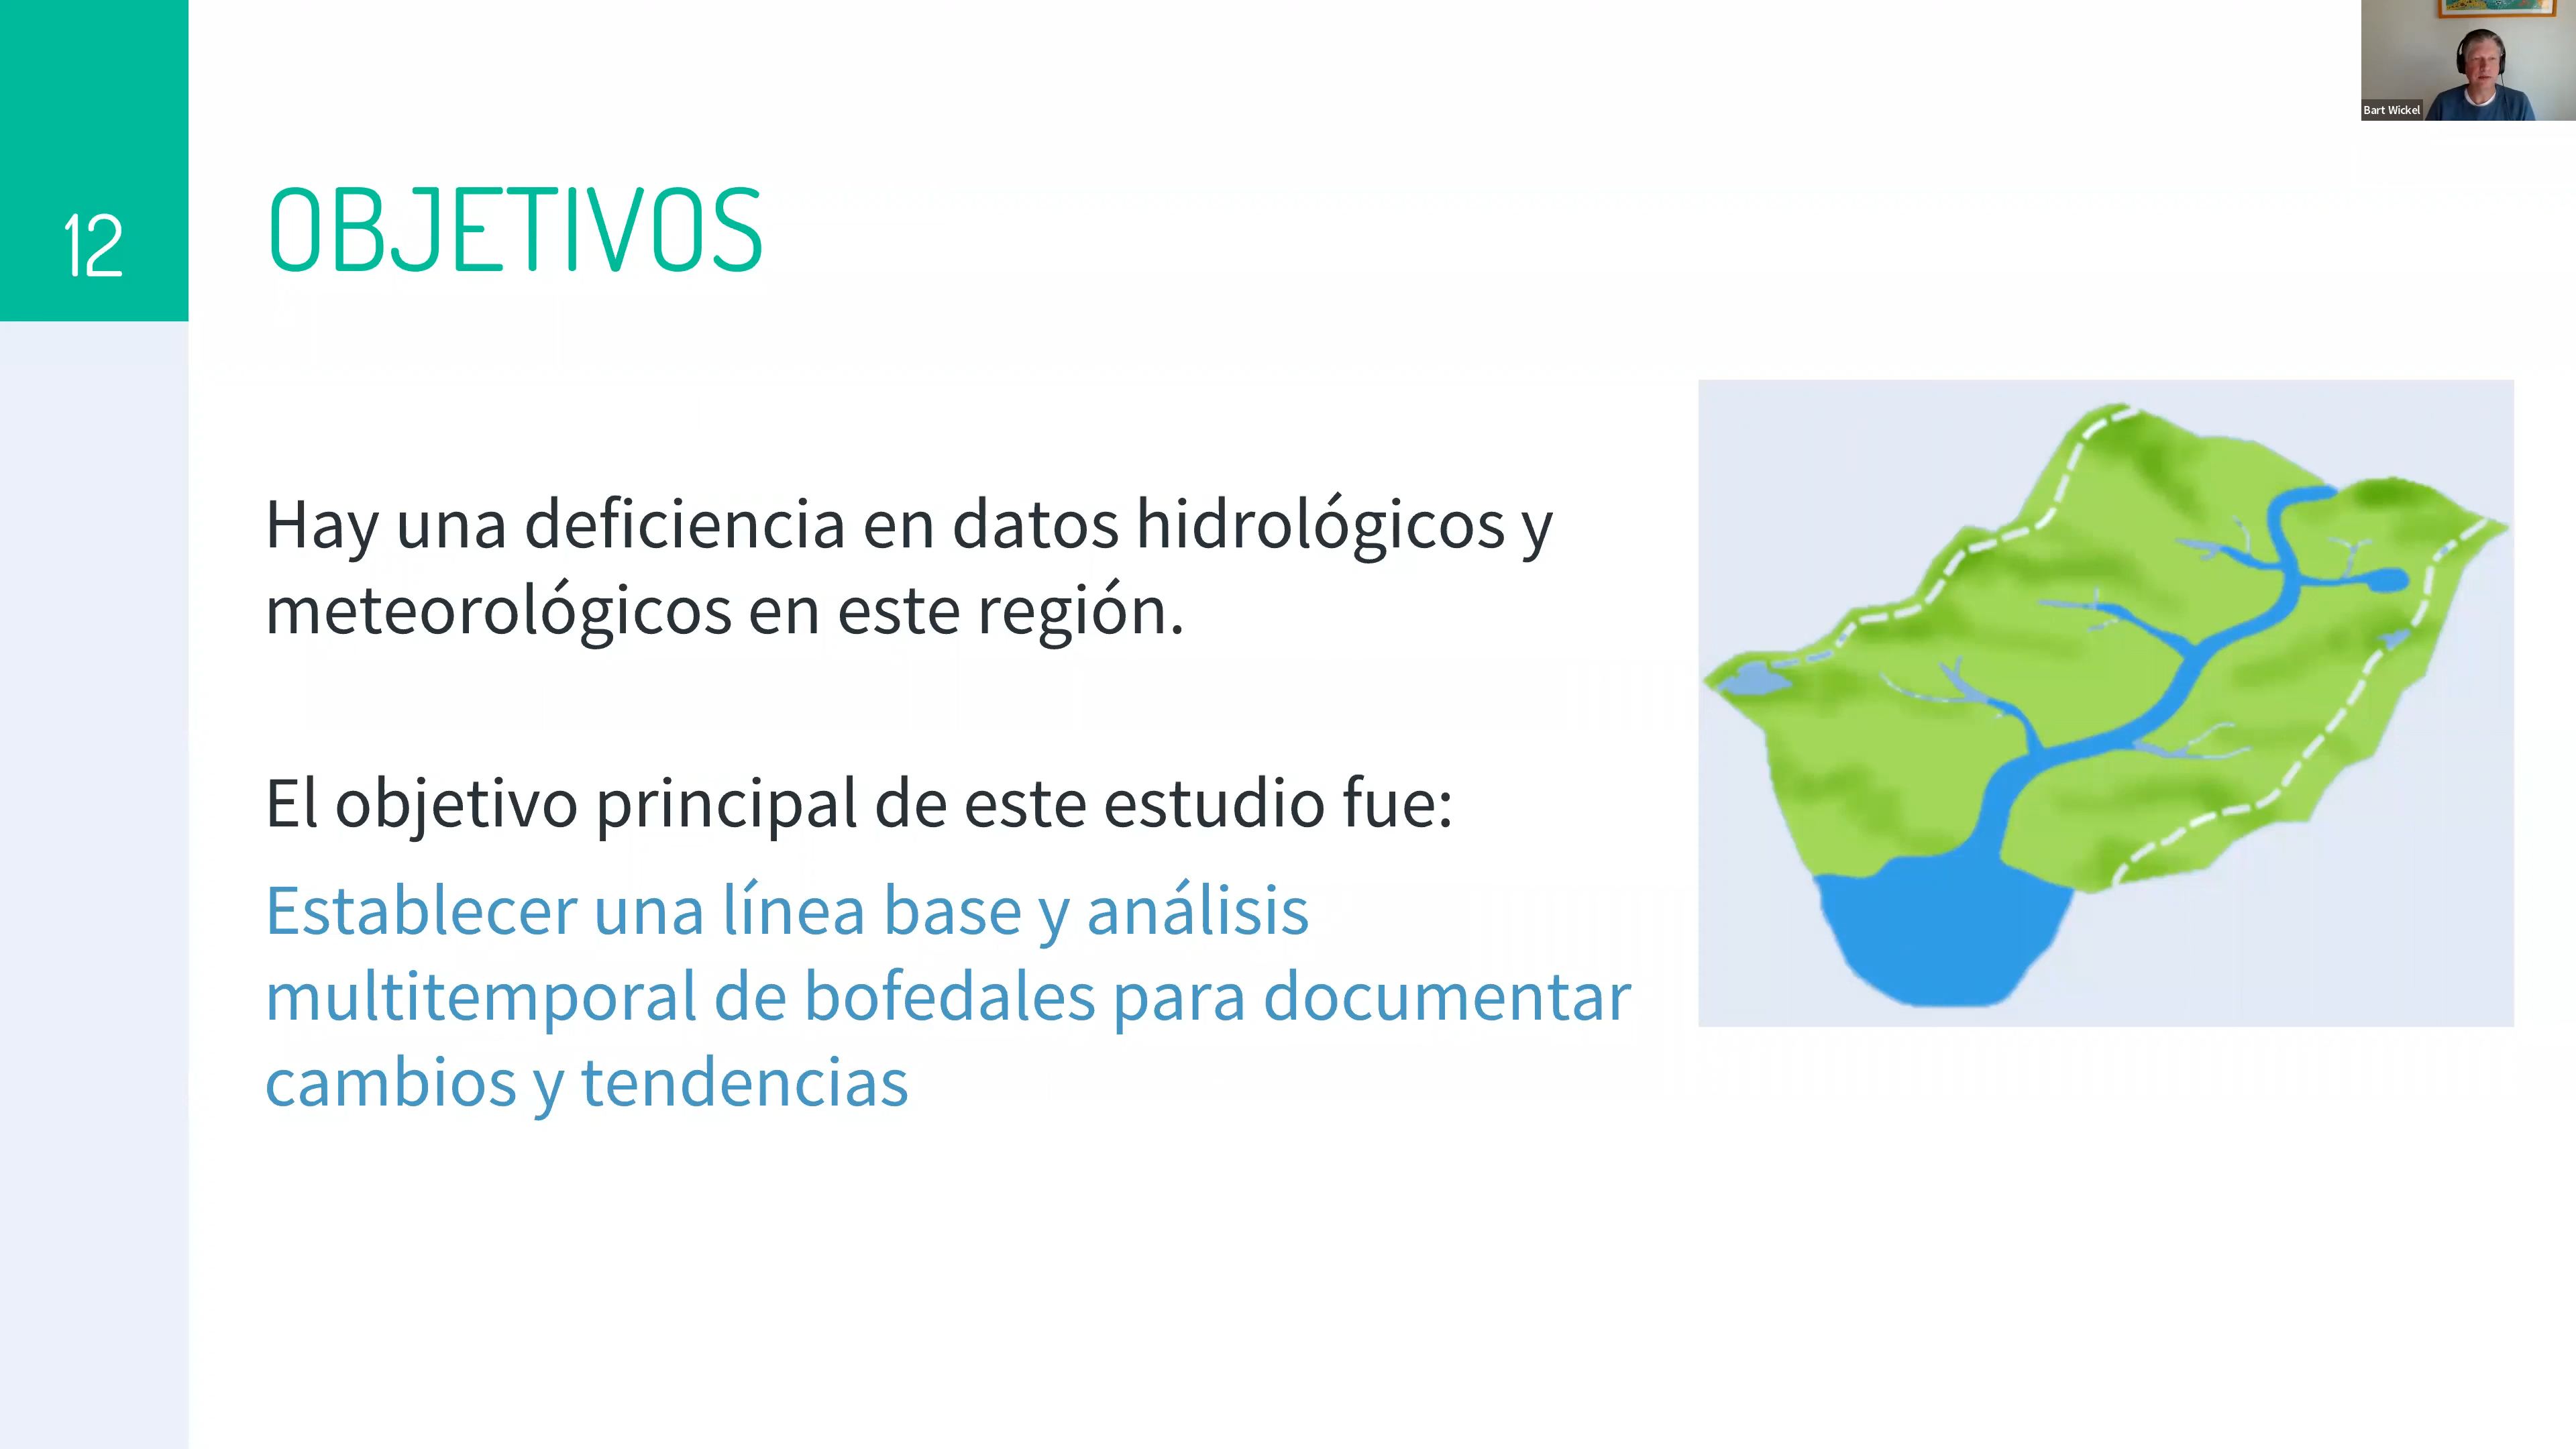 Bart Wickel
12
OBJETIVOS
Hay una deficiencia en datos hidrológicos y
meteorológicos en este región.
El objetivo principal de este estudio fue:
Establecer una línea base y análisis
multitemporal de bofedales para documentar
cambios y tendencias